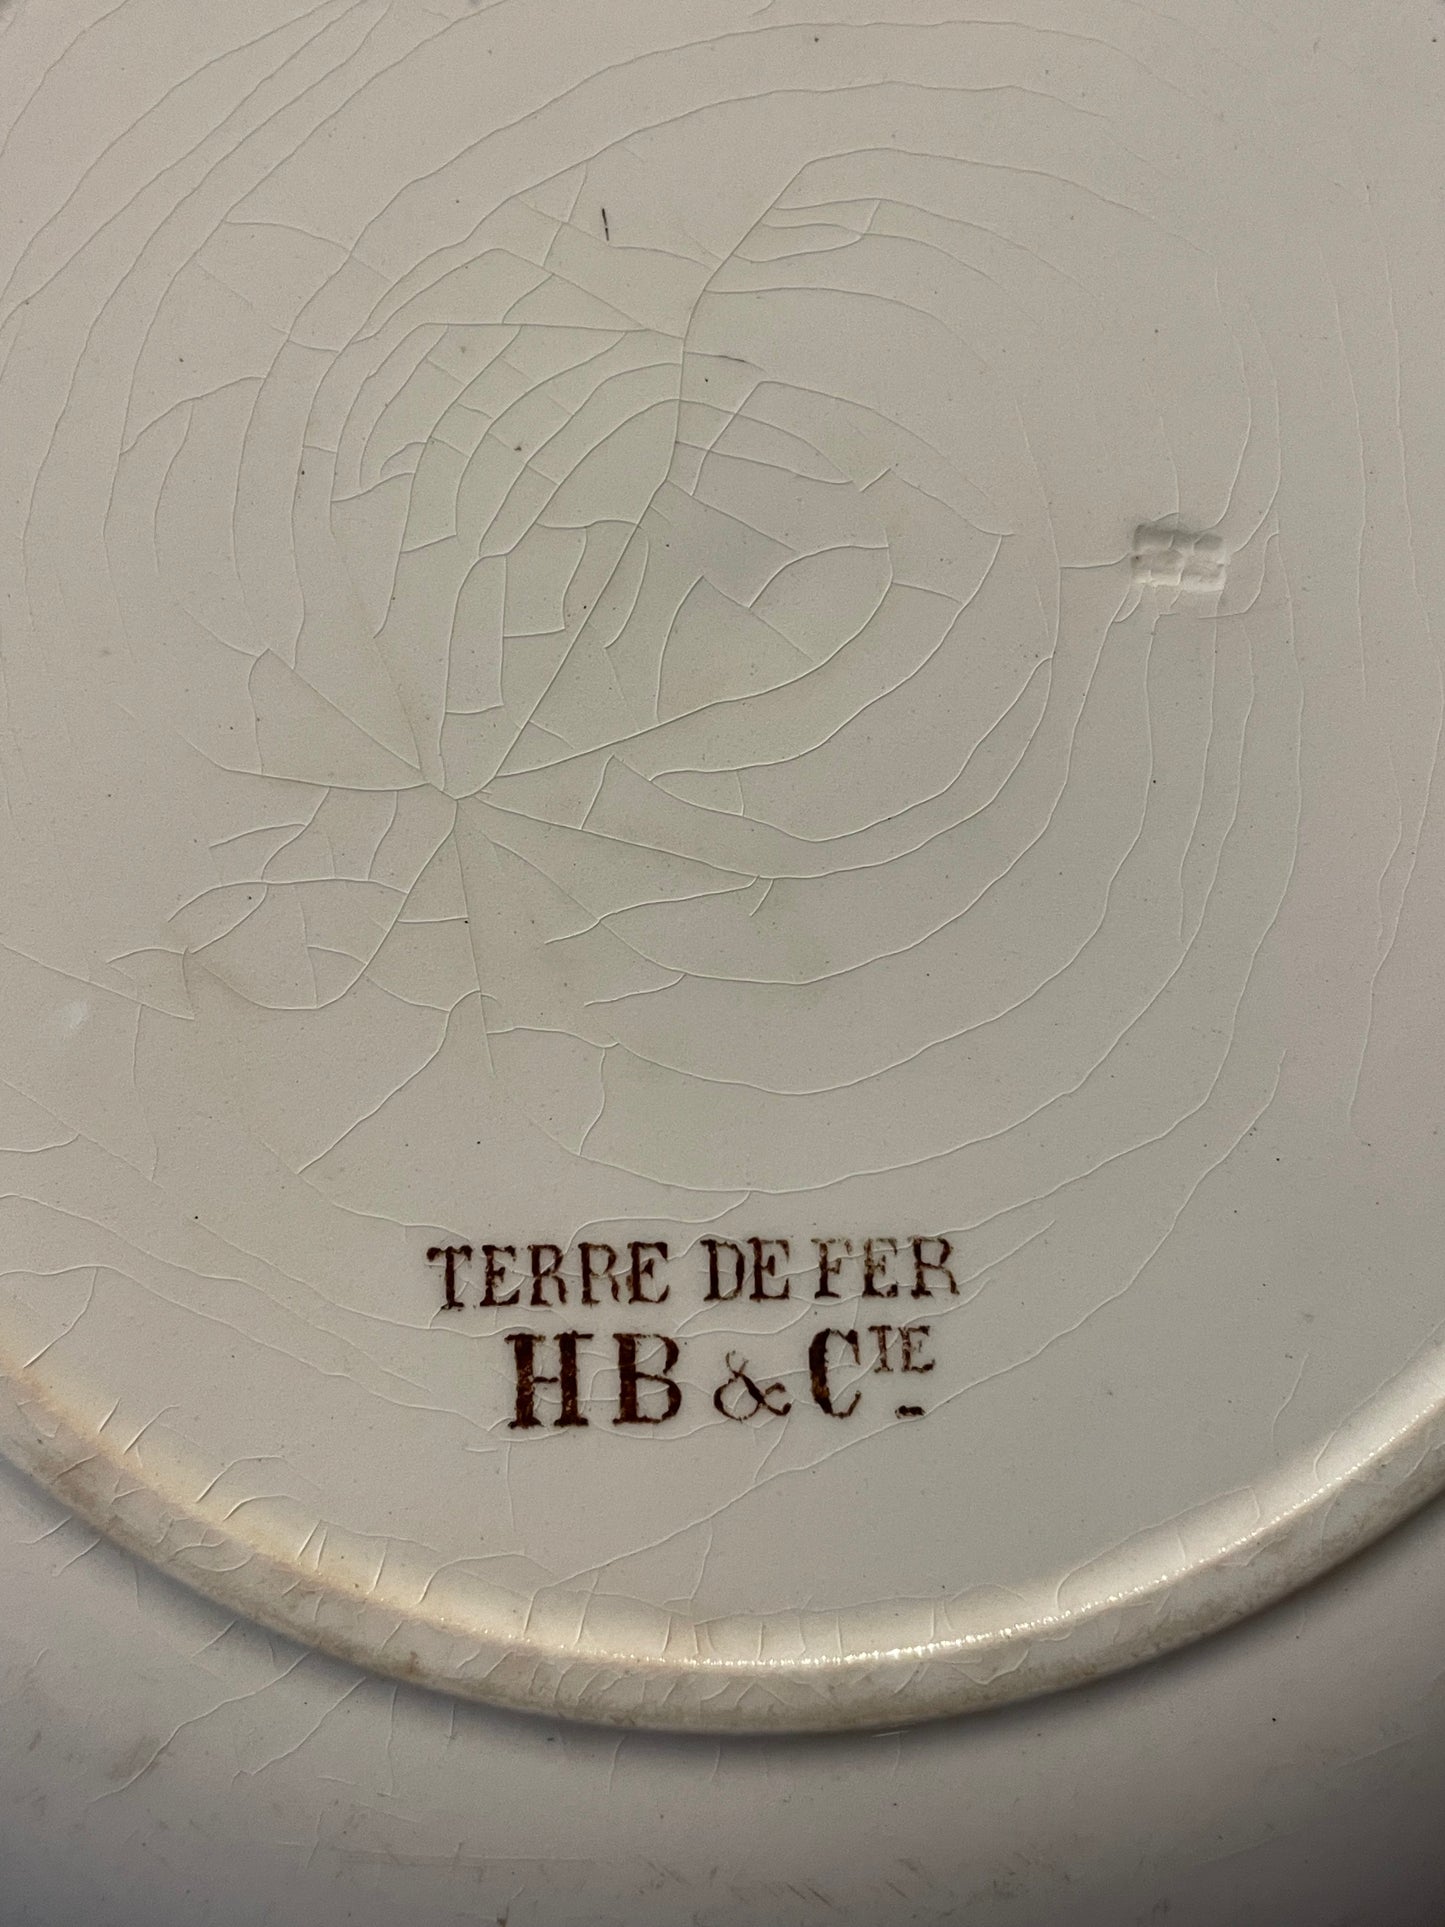 TERRE DE FER
HB & CIE